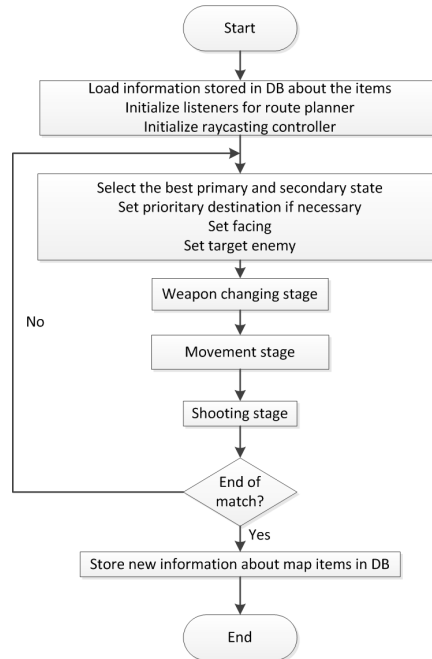 Start
Load information stored in DB about the items
Initialize listeners for route planner
Initialize raycasting controller
Select the best primary and secondary state
Set prioritary destination if necessary
Set facing
Set target enemy
Weapon changing stage
No
Movement stage
Shooting stage
End of
match?
Yes
Store new information about map items in DB
End